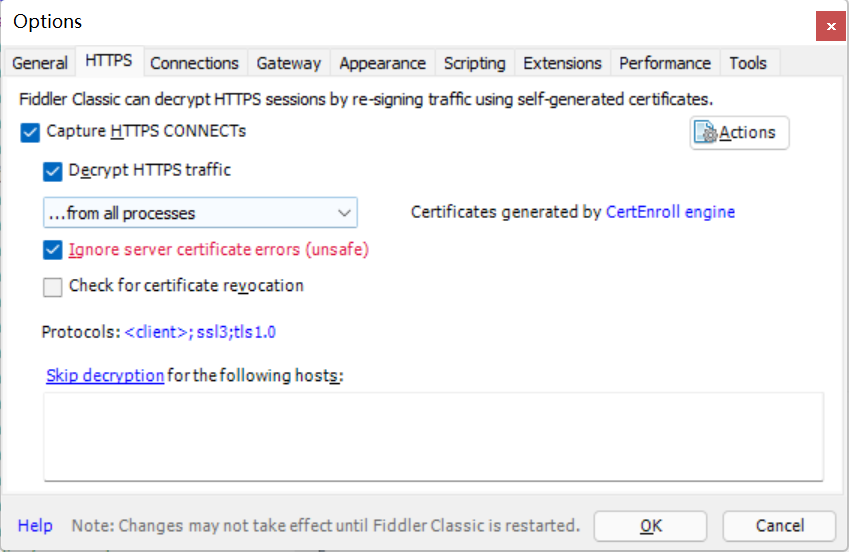 Options
General HTTPS Connections Gateway Appearance Scripting Extensions Performance Tools
Fiddler Classic can decrypt HTTPS sessions by re-signing traffic using self-generated certificates.
Capture HTTPS CONNECTs
Actions
Decrypt HTTPS traffic
...from all processes
Certificates generated by CertEnroll engine
Ignore server certificate errors (unsafe)
Check for certificate revocation
Protocols: <client>; ssl3;tls1.0
Skip decryption for the following hosts:
Help Note: Changes may not take effect until Fiddler Classic is restarted. OK Cancel